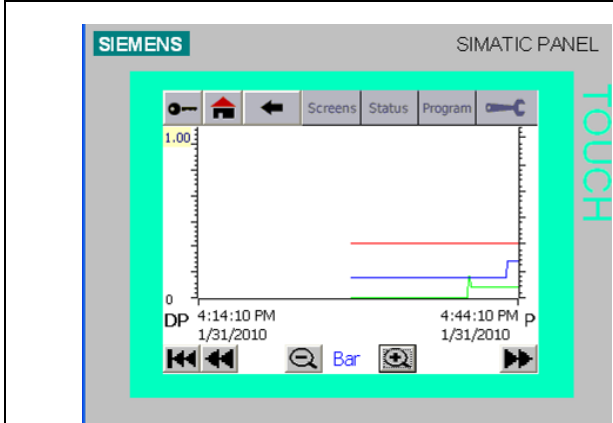 SIEMENS SIMATIC PANEL
TOUCH
Screens Status Program
1.00
0
DP 4:14:10 PM 4:44:10 PM P
1/31/2010 1/31/2010
Bar